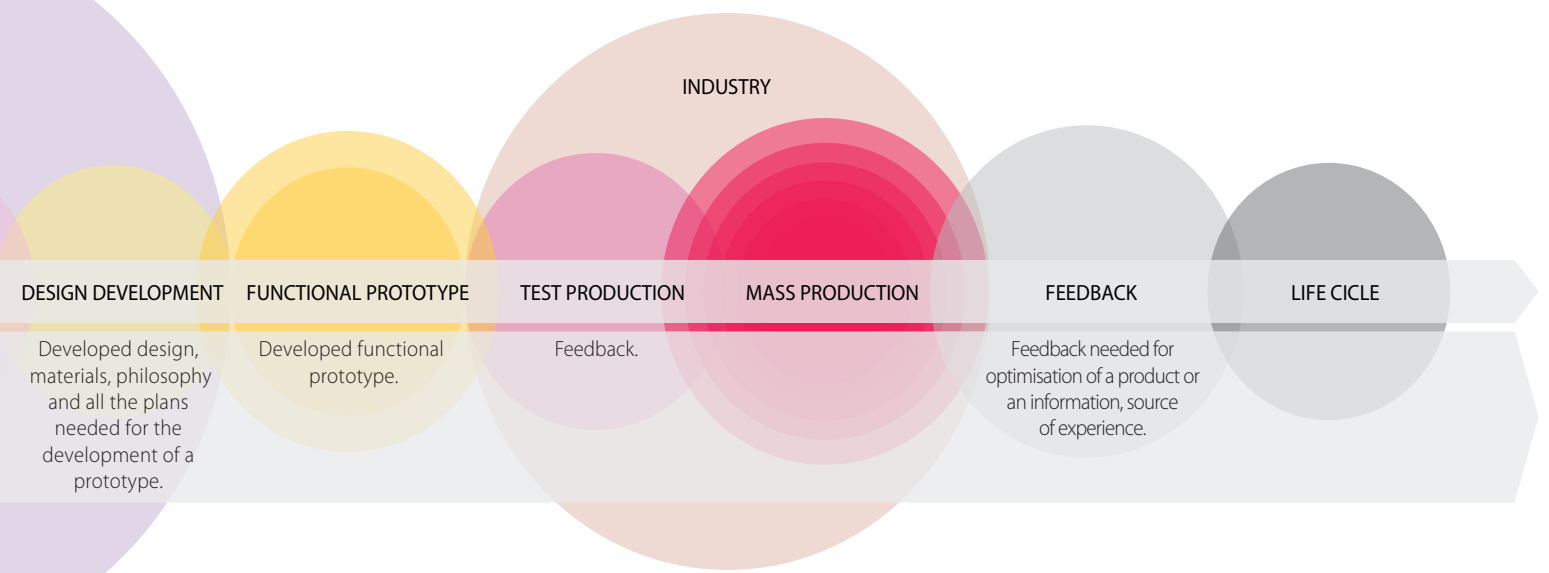 INDUSTRY
DESIGN DEVELOPMENT
FUNCTIONAL PROTOTYPE
TEST PRODUCTION
MASS PRODUCTION
FEEDBACK
LIFE CICLE
Developed design,
materials, philosophy
and all the plans
needed for the
development of a
prototype.
Developed functional
prototype.
Feedback.
Feedback needed for
optimisation of a product or
an information, source
of experience.